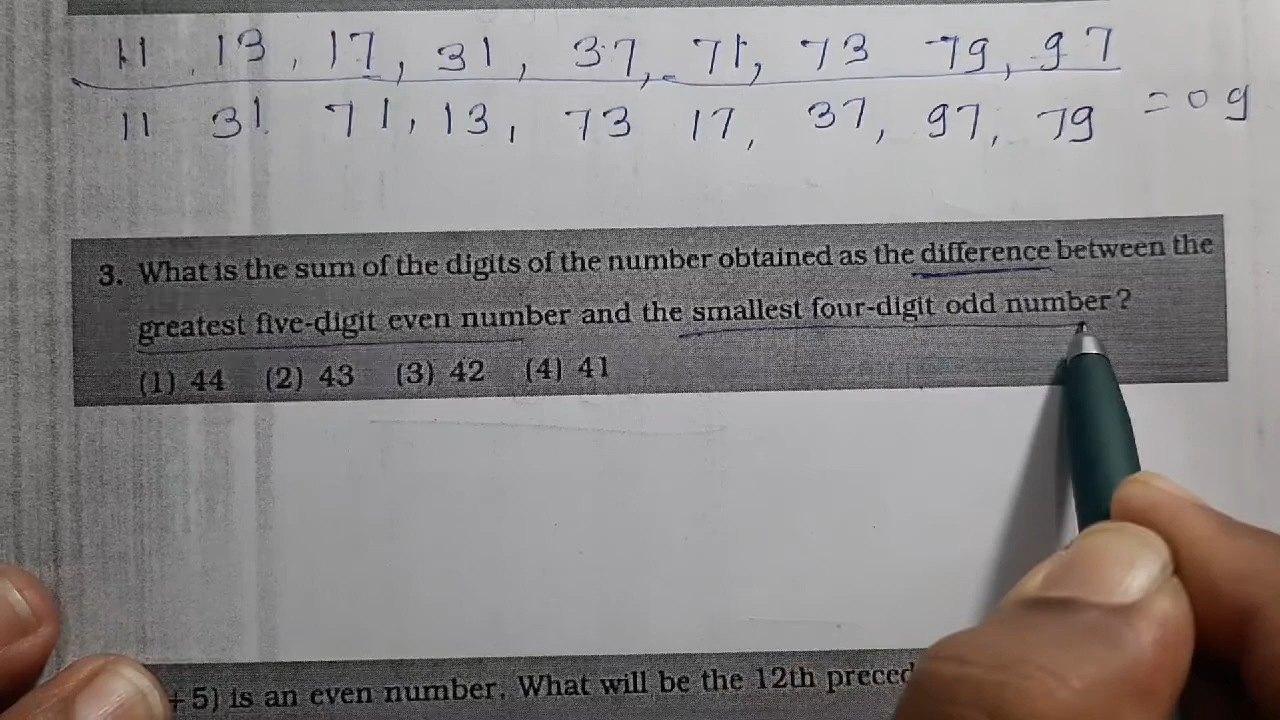 11, 13, 17, 31, 37, 71, 73 79, 97
11 31 71, 13, 73 17, 37, 97, 79 = 09
3. What is the sum of the digits of the number obtained as the difference between the
greatest five-digit even number and the smallest four-digit odd number?
(1) 44 (2) 43 (3) 42 (4) 41
+5) is an even number. What will be the 12th